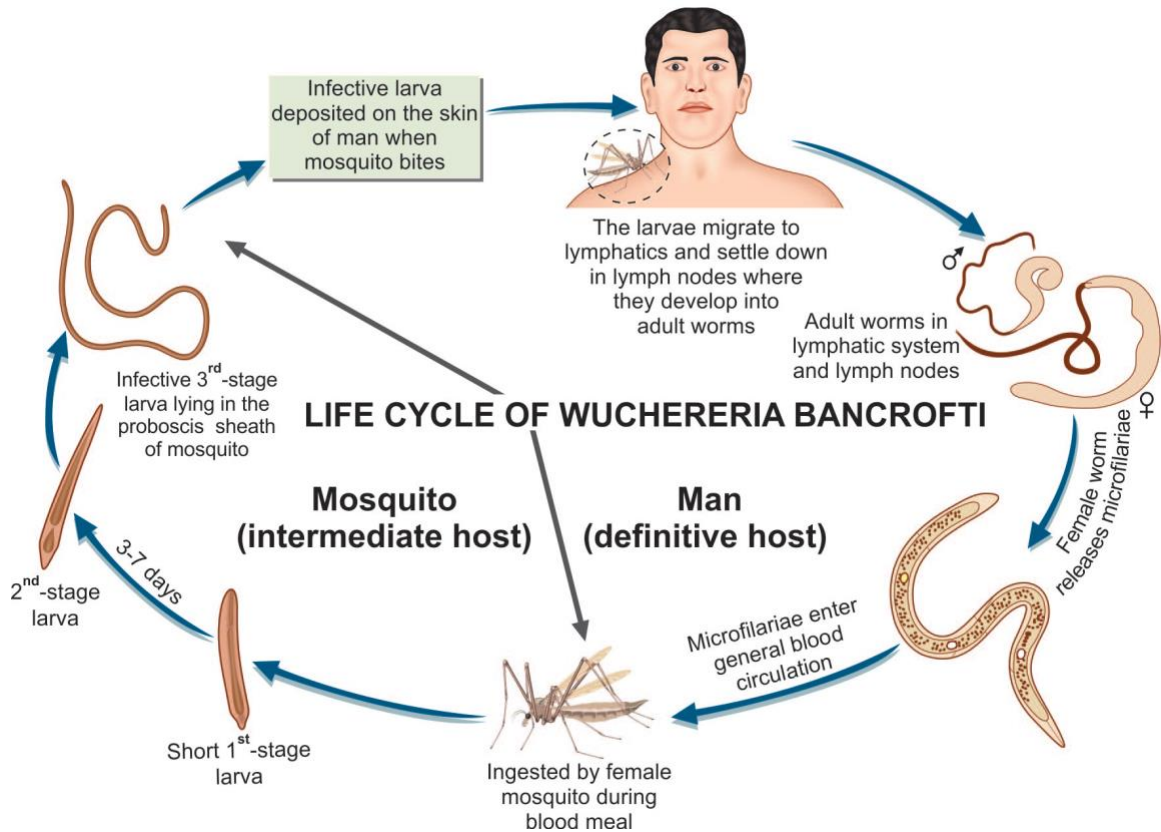 Infective larva
deposited on the skin
of man when
mosquito bites
The larvae migrate to
lymphatics and settle down
in lymph nodes where
they develop into
adult worms
♂
Adult worms in
lymphatic system
and lymph nodes
♀
Female worm
releases microfilariae
Infective 3rd-stage
larva lying in the
proboscis sheath
of mosquito
LIFE CYCLE OF WUCHERERIA BANCROFTI
Mosquito
(intermediate host)
Man
(definitive host)
Microfilariae enter
general blood
circulation
3-7 days
2nd-stage
larva
Short 1st-stage
larva
Ingested by female
mosquito during
blood meal